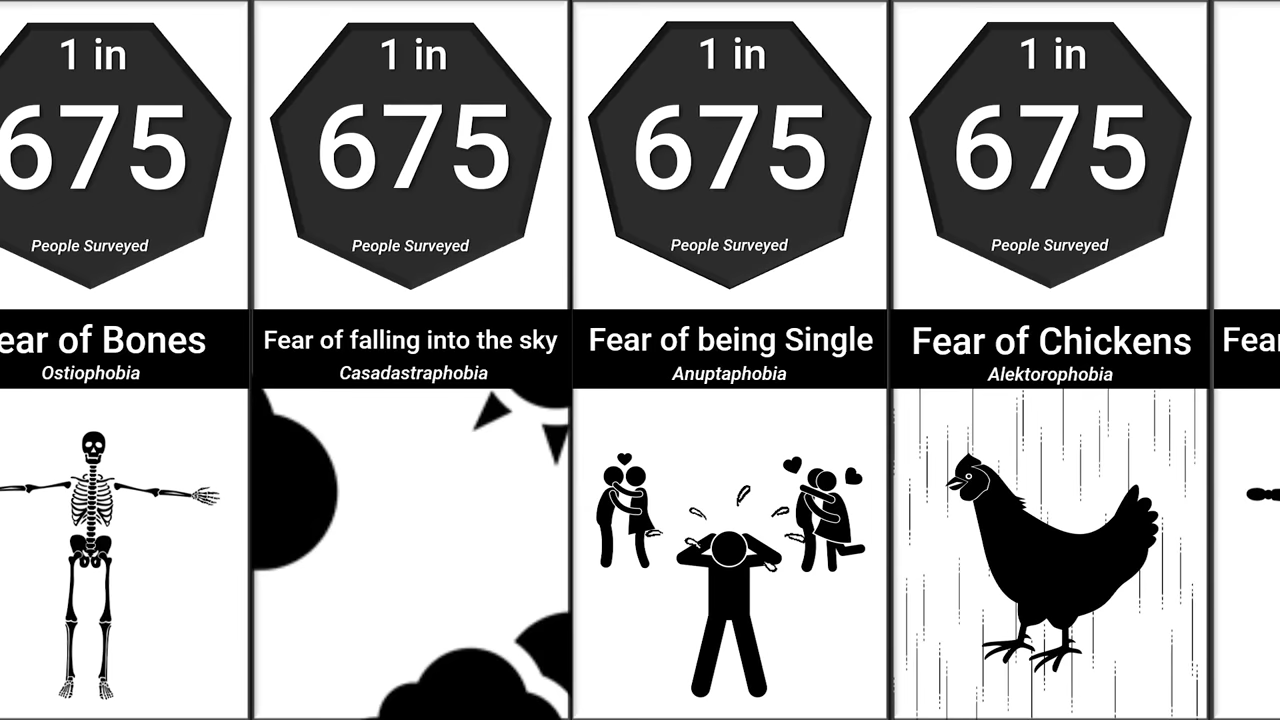 1 in
675
People Surveyed
ear of Bones
Ostiophobia
1 in
675
People Surveyed
Fear of falling into the sky
Casadastraphobia
1 in
675
People Surveyed
Fear of being Single
Anuptaphobia
1 in
675
People Surveyed
Fear of Chickens
Alektorophobia
Fear